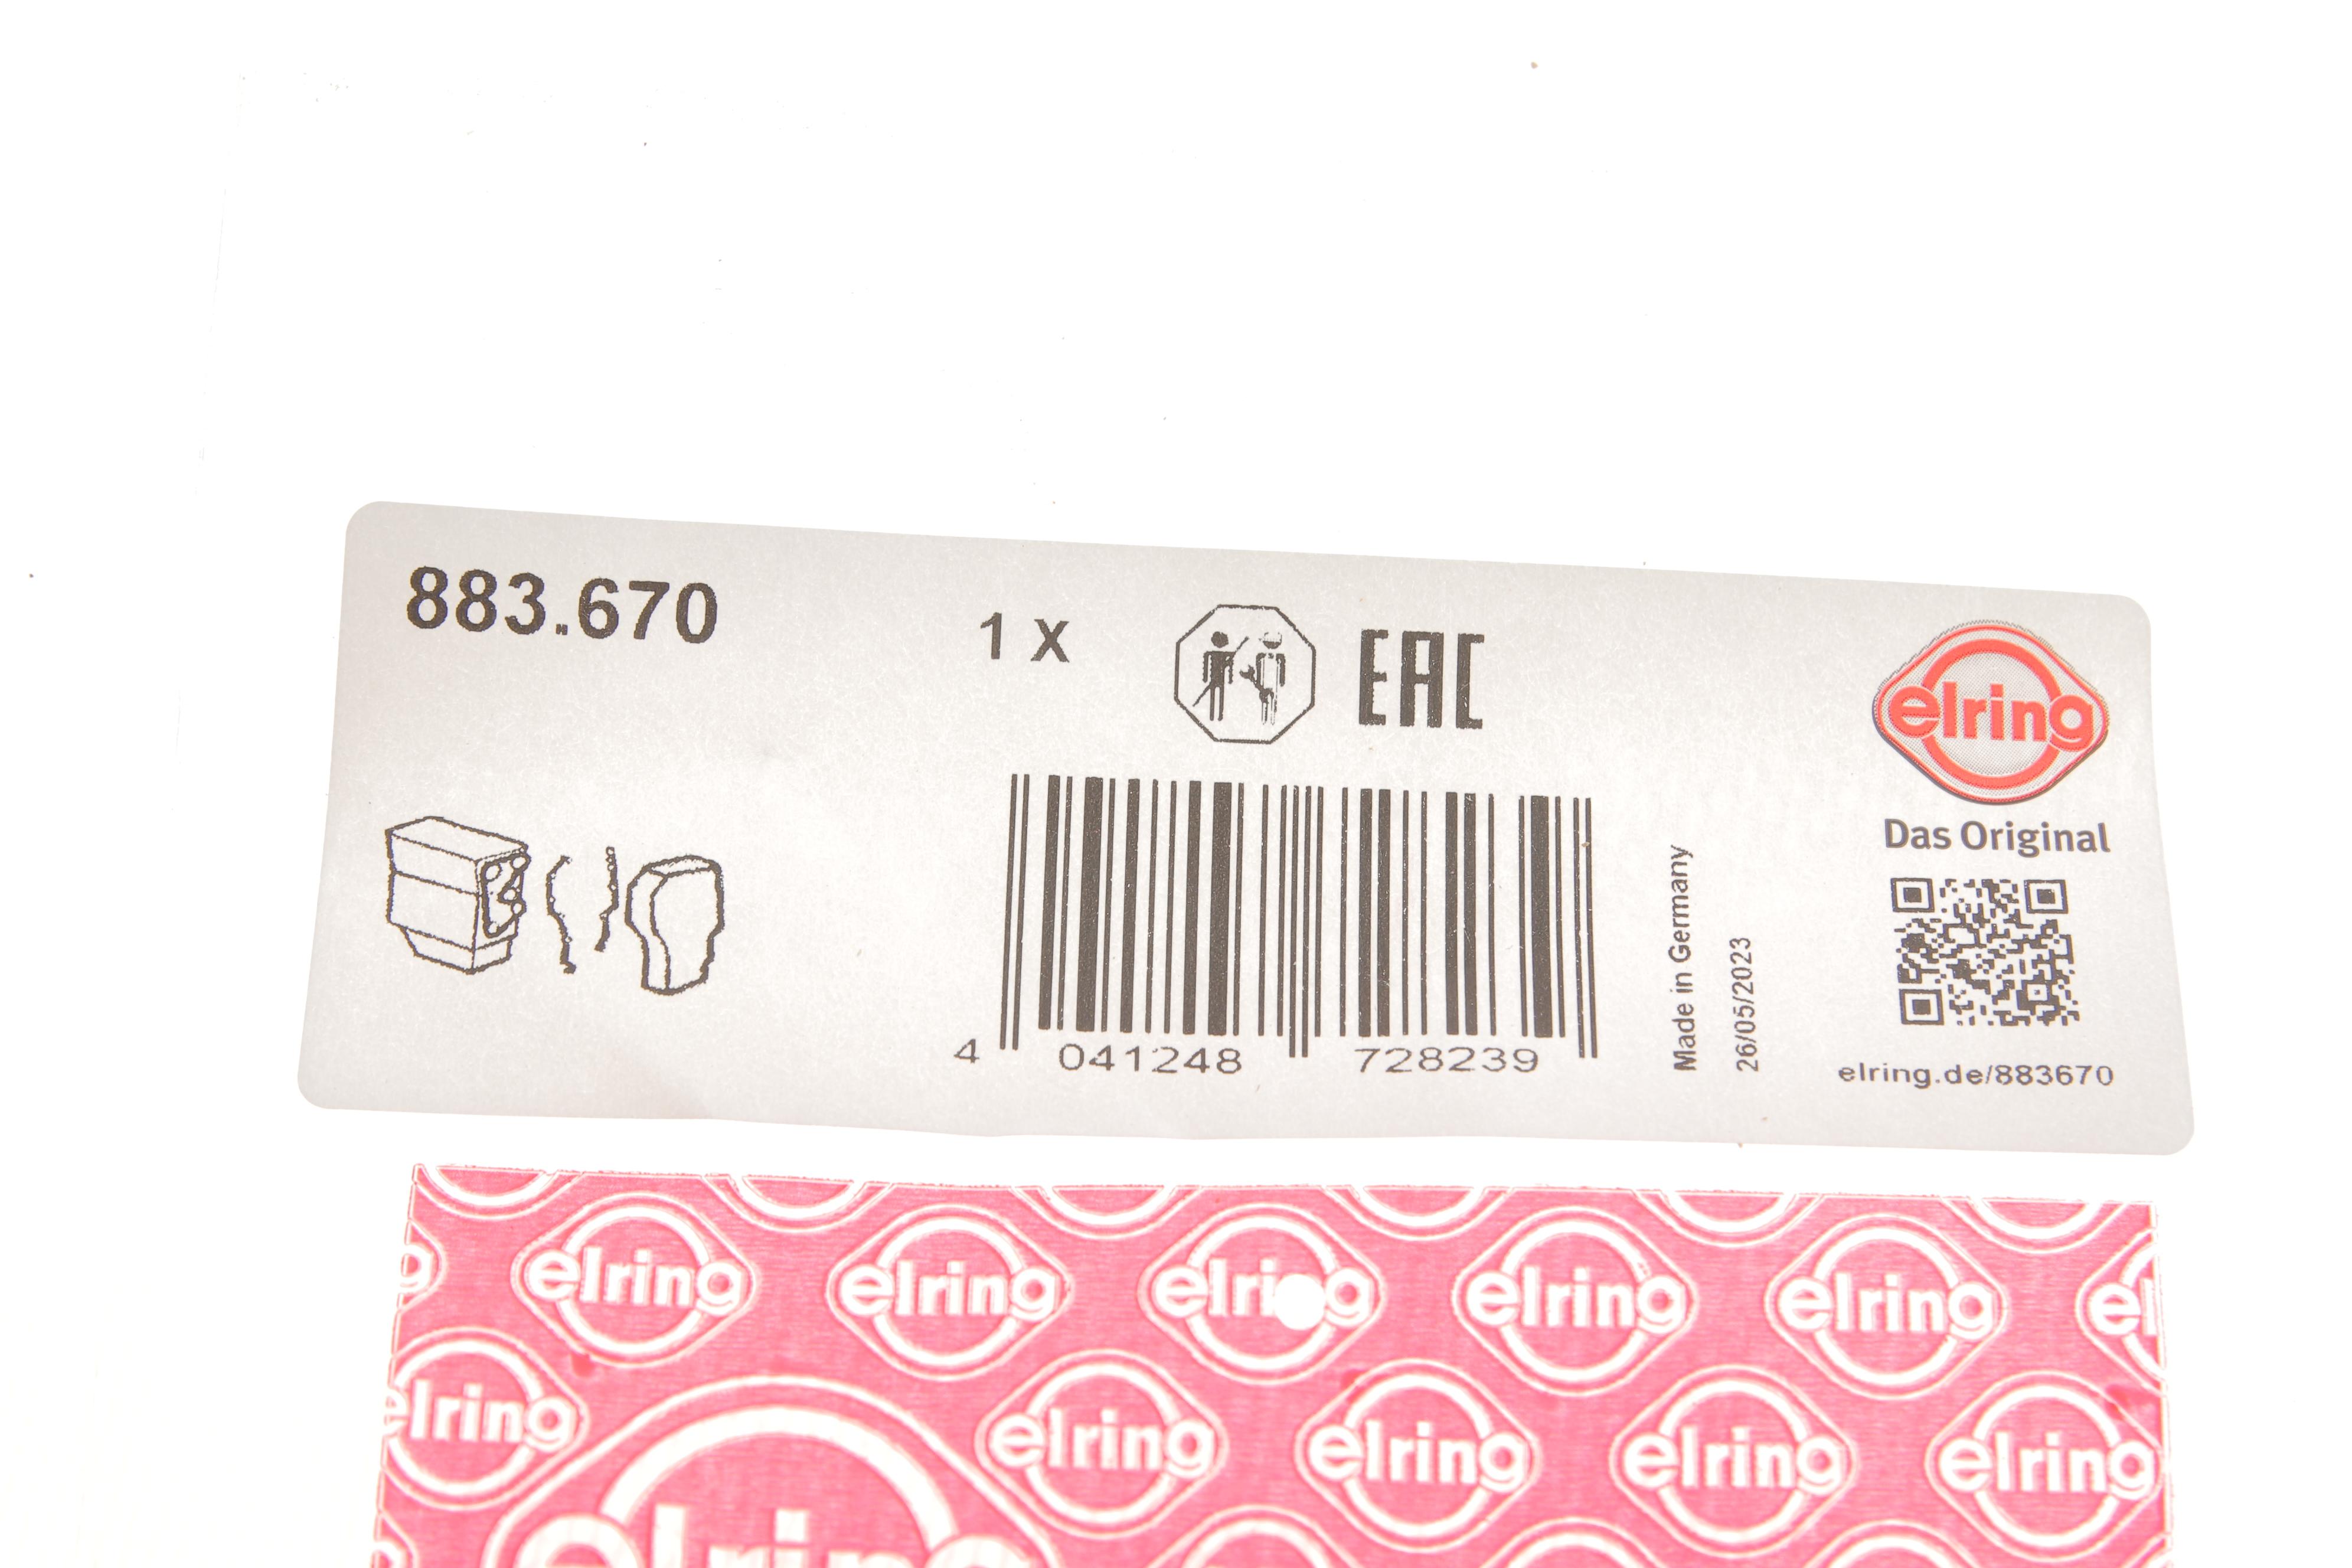 883.670
1 X
EAC
elring
Das Original
4 041248 728239
Made in Germany
26/05/2023
elring.de/883670
elring elring elring elring elring el
elring elring elring elring elring
elring